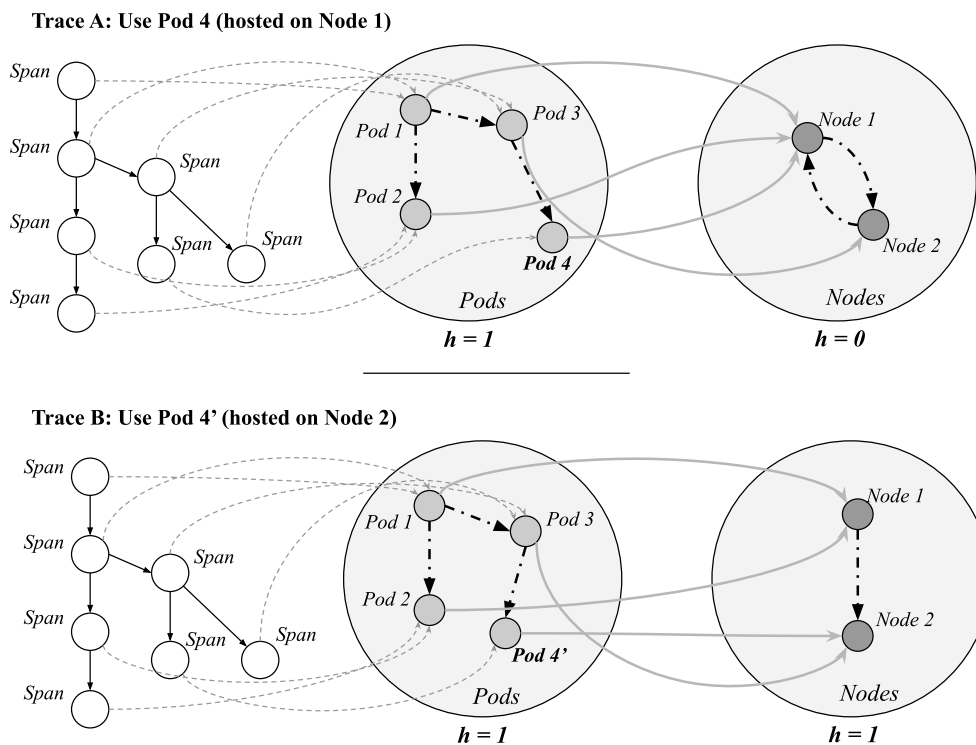 Trace A: Use Pod 4 (hosted on Node 1)
Span
Span
Span
Span
Span
Span
Span
Pod 1
Pod 3
Pod 2
Pod 4
Pods
h = 1
Node 1
Node 2
Nodes
h = 0
Trace B: Use Pod 4’ (hosted on Node 2)
Span
Span
Span
Span
Span
Span
Span
Pod 1
Pod 3
Pod 2
Pod 4’
Pods
h = 1
Node 1
Node 2
Nodes
h = 1